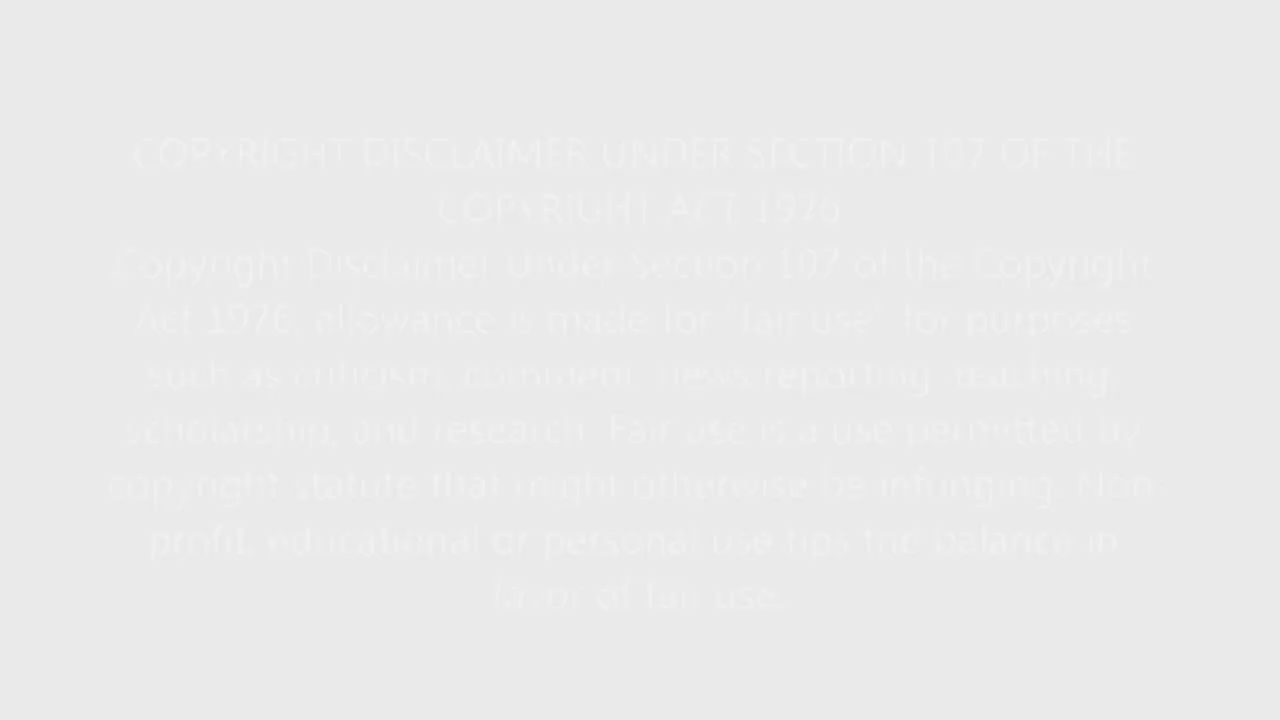 COPYRIGHT DISCLAIMER UNDER SECTION 107 OF THE
COPYRIGHT ACT 1976
Copyright Disclaimer under section 107 of the Copyright
Act 1976, allowance is made for "fair use" for purposes
such as criticism, comment, news reporting, teaching,
scholarship, and research. Fair use is a use permitted by
copyright statute that might otherwise be infringing. Non-
profit, educational or personal use tips the balance in
favor of fair use.